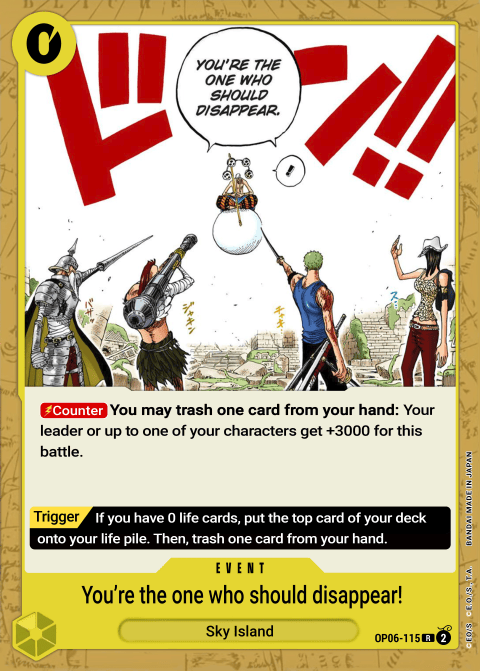 0
YOU'RE THE
ONE WHO
SHOULD
DISAPPEAR.
!
ド
ン
!!
Counter You may trash one card from your hand: Your
leader or up to one of your characters get +3000 for this
battle.
Trigger If you have 0 life cards, put the top card of your deck
onto your life pile. Then, trash one card from your hand.
EVENT
You're the one who should disappear!
Sky Island
OP06-115 R 2
©E.O/S. ©E.O./S.,T.A. BANDAI MADE IN JAPAN